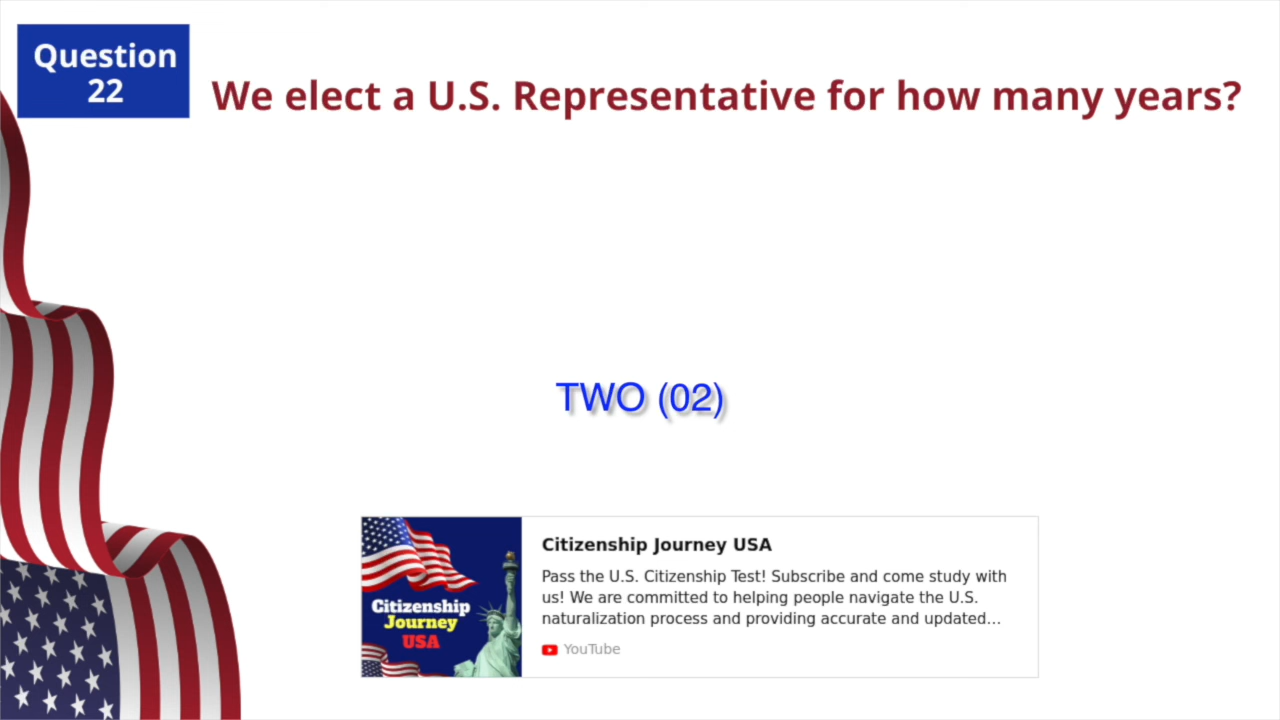 Question
22
We elect a U.S. Representative for how many years?
TWO (02)
Citizenship
Journey
USA
Citizenship Journey USA
Pass the U.S. Citizenship Test! Subscribe and come study with
us! We are committed to helping people navigate the U.S.
naturalization process and providing accurate and updated...
YouTube